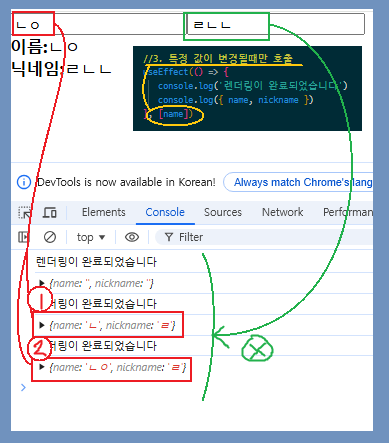 ㄴㅇ ㄹㄴㄴ
이름:ㄴㅇ
닉네임:ㄹㄴㄴ
//3. 특정 값이 변경될때만 호출
useEffect(() => {
console.log('렌더링이 완료되었습니다')
console.log({ name, nickname })
}, [name])
DevTools is now available in Korean! Always match Chrome's lang
Elements Console Sources Network Performan
top Filter
렌더링이 완료되었습니다
{name: '', nickname: ''}
1
더링이 완료되었습니다
{name: 'ㄴ', nickname: 'ㄹ'}
2
더링이 완료되었습니다
{name: 'ㄴㅇ', nickname: 'ㄹ'}